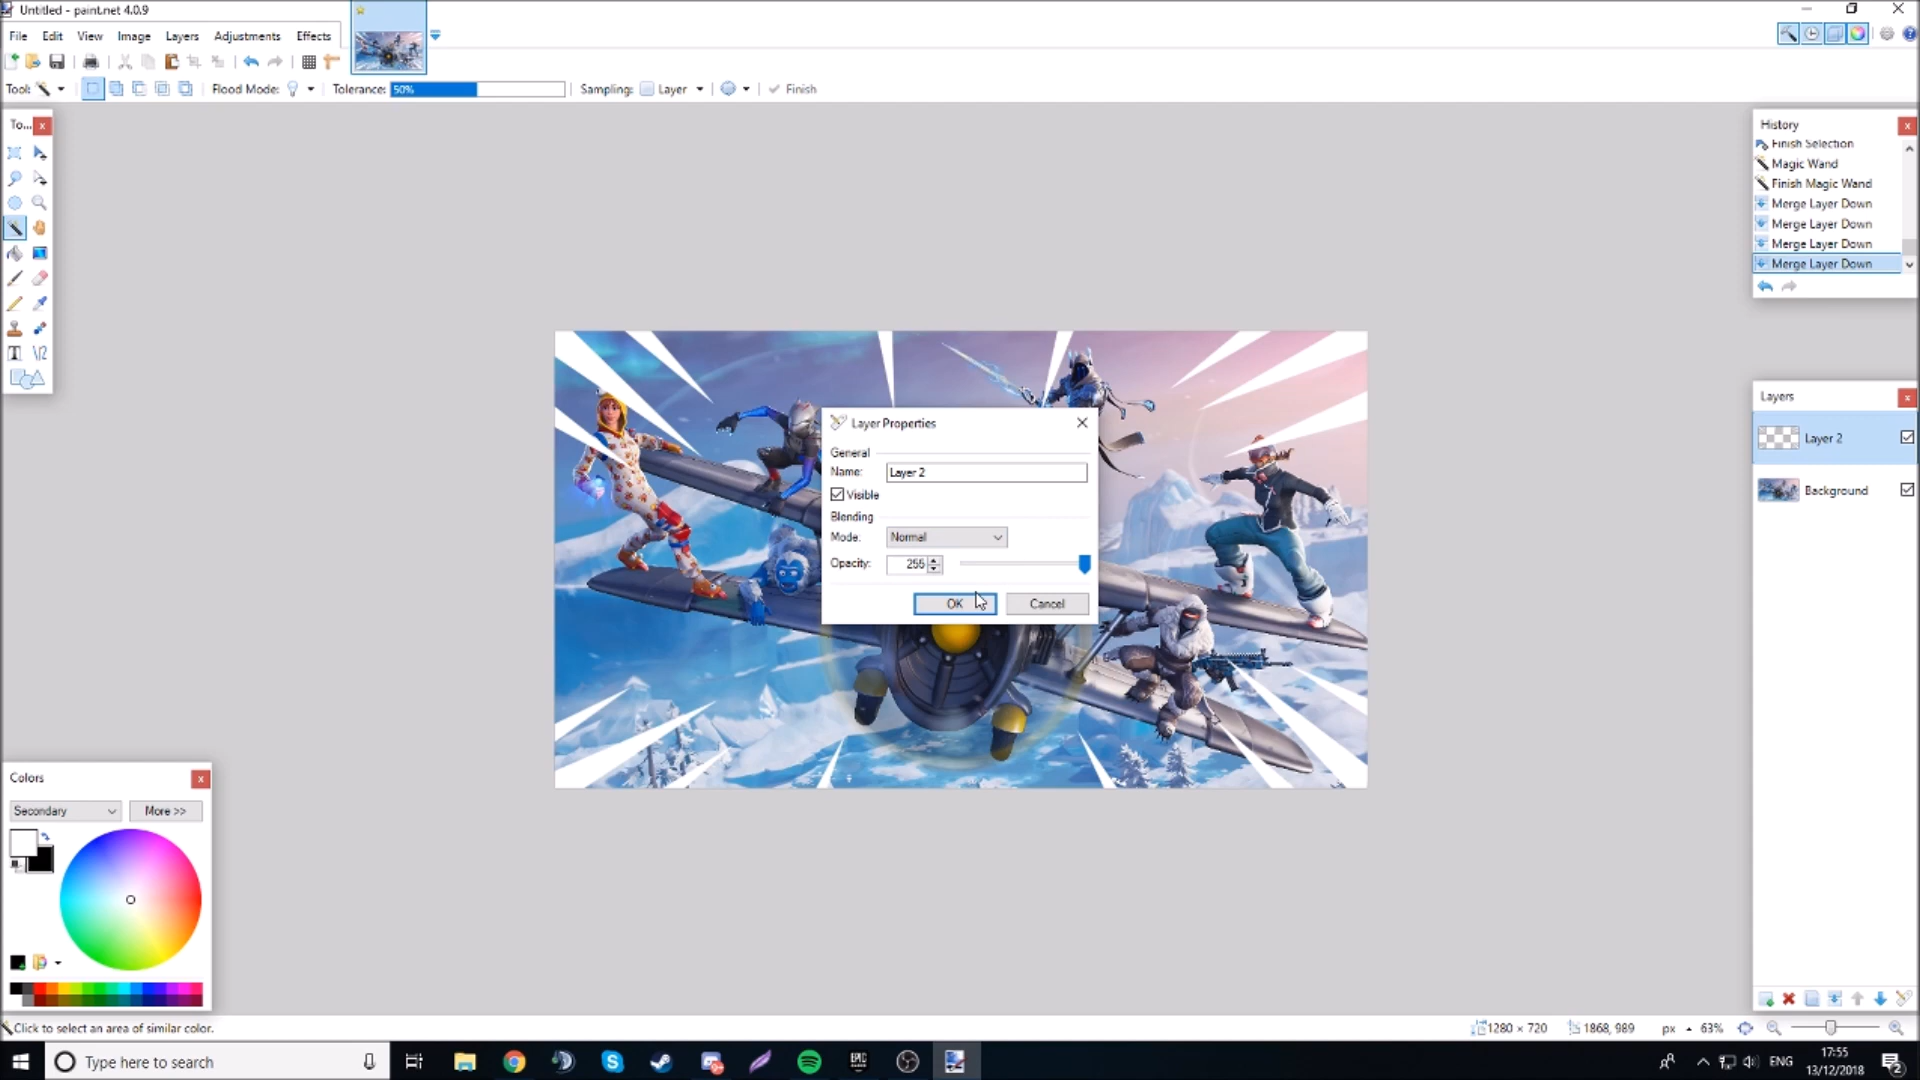 Untitled - paint.net 4.0.9
File Edit View Image Layers Adjustments Effects
Tool: Flood Mode: Tolerance: 50% Sampling: Layer Finish
To...
History
Finish Selection
Magic Wand
Finish Magic Wand
Merge Layer Down
Merge Layer Down
Merge Layer Down
Merge Layer Down
Layer Properties
General
Name: Layer 2
Visible
Blending
Mode: Normal
Opacity: 255
OK Cancel
Layers
Layer 2
Background
Colors
Secondary More >>
Click to select an area of similar color. 1280 × 720 1868, 989 px 63%
Type here to search ENG 17:55
13/12/2018
2